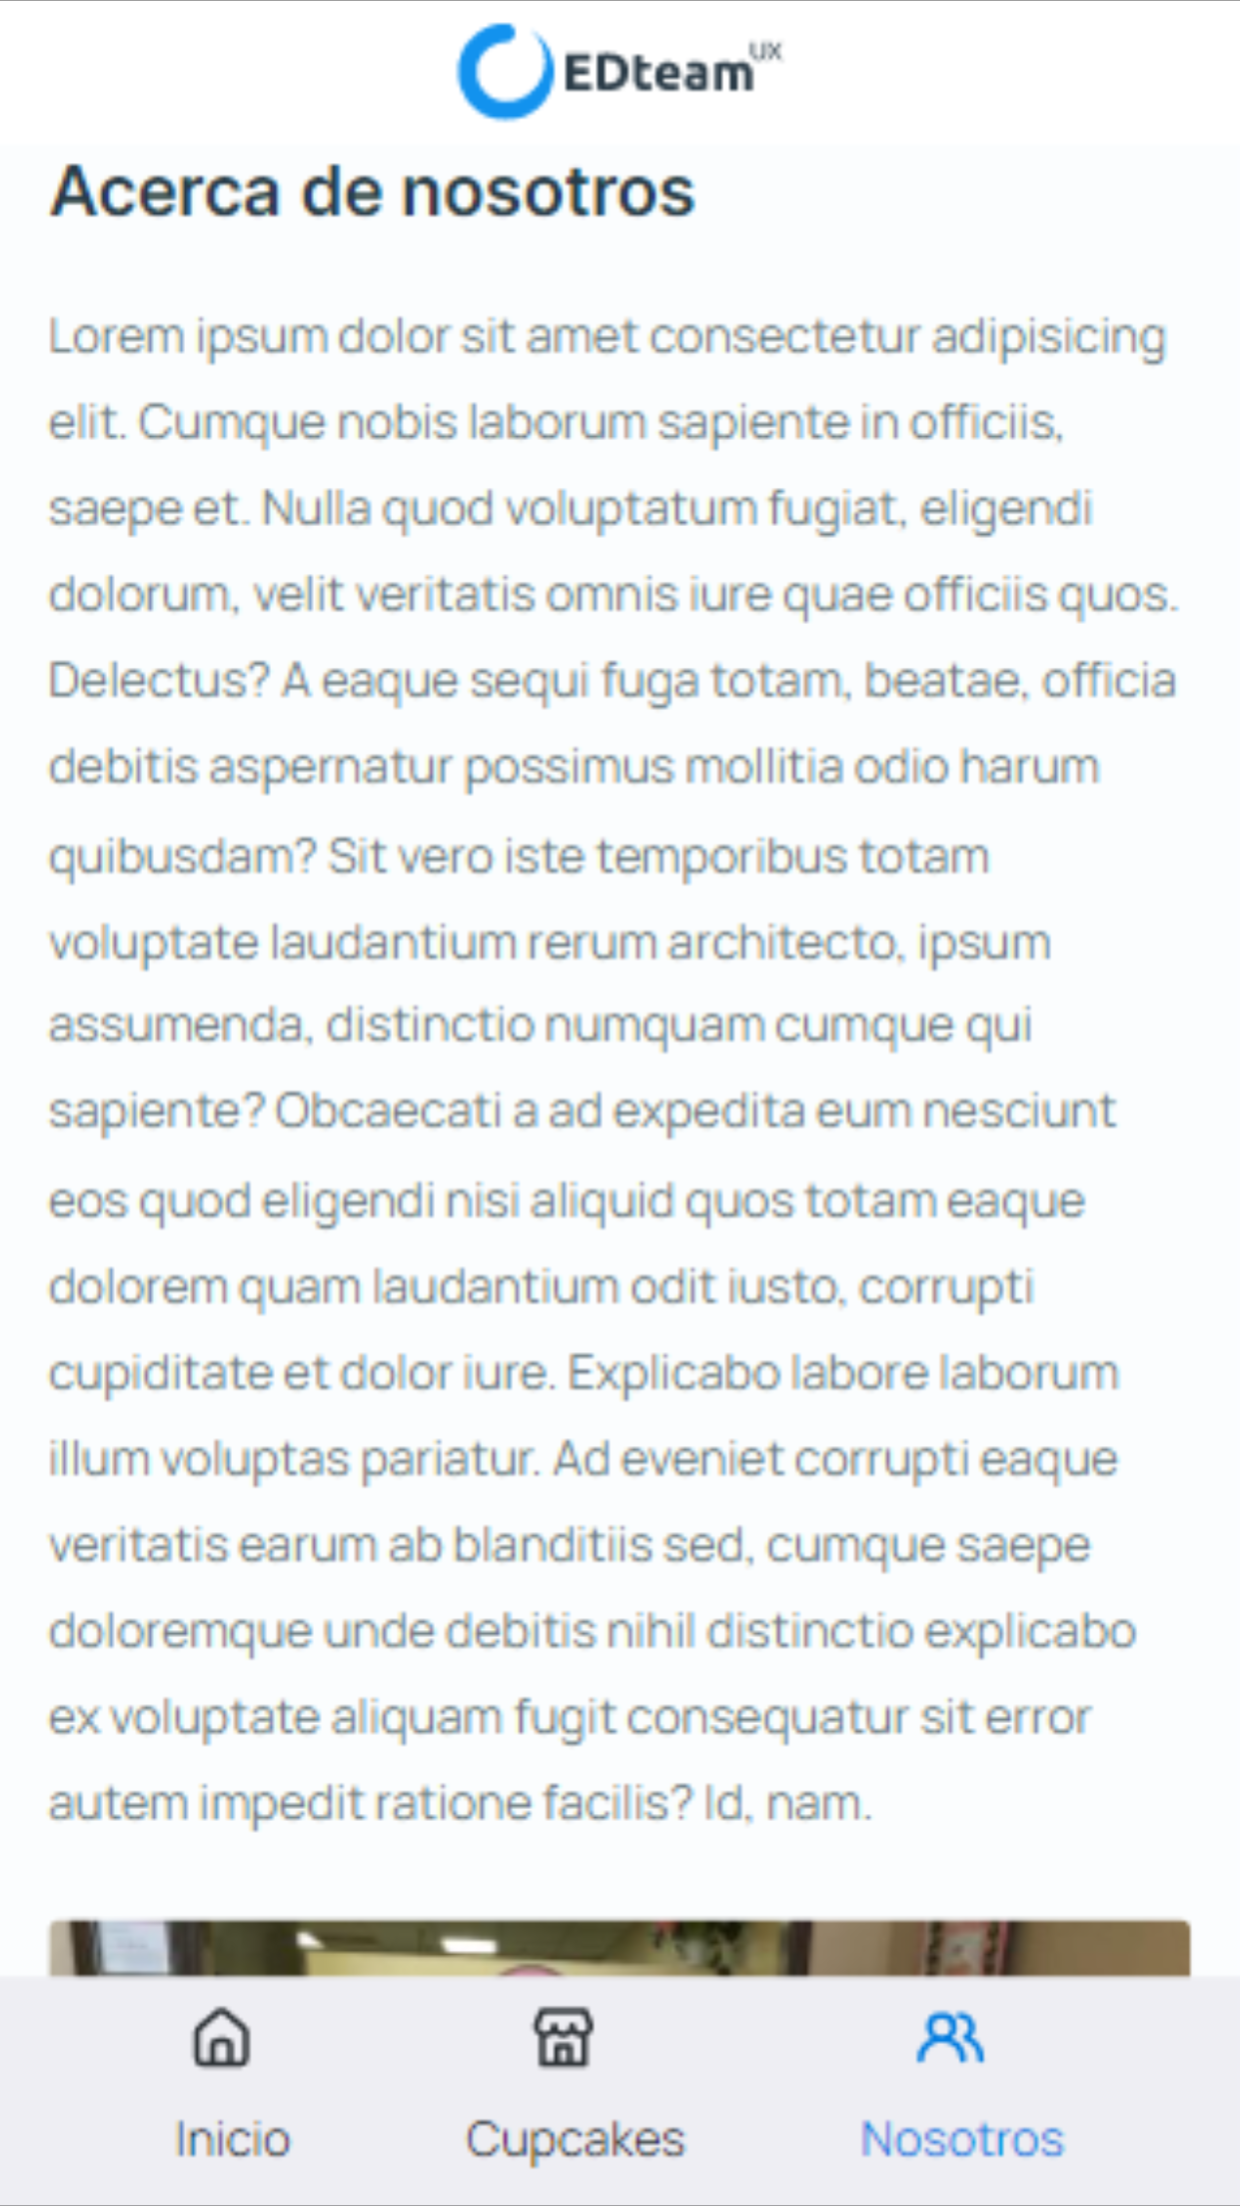 EDteam UX
Acerca de nosotros
Lorem ipsum dolor sit amet consectetur adipisicing
elit. Cumque nobis laborum sapiente in officiis,
saepe et. Nulla quod voluptatum fugiat, eligendi
dolorum, velit veritatis omnis iure quae officiis quos.
Delectus? A eaque sequi fuga totam, beatae, officia
debitis aspernatur possimus mollitia odio harum
quibusdam? Sit vero iste temporibus totam
voluptate laudantium rerum architecto, ipsum
assumenda, distinctio numquam cumque qui
sapiente? Obcaecati a ad expedita eum nesciunt
eos quod eligendi nisi aliquid quos totam eaque
dolorem quam laudantium odit iusto, corrupti
cupiditate et dolor iure. Explicabo labore laborum
illum voluptas pariatur. Ad eveniet corrupti eaque
veritatis earum ab blanditiis sed, cumque saepe
doloremque unde debitis nihil distinctio explicabo
ex voluptate aliquam fugit consequatur sit error
autem impedit ratione facilis? Id, nam.
Inicio
Cupcakes
Nosotros